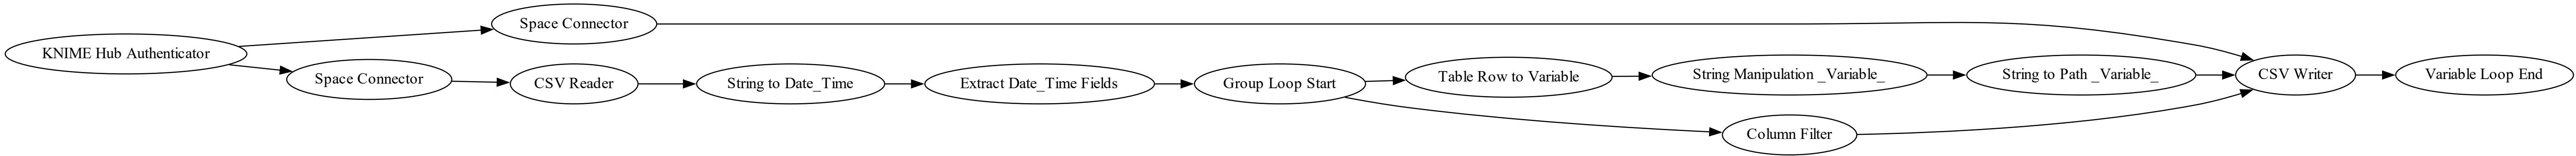 KNIME Hub Authenticator
Space Connector
Space Connector
CSV Reader
String to Date_Time
Extract Date_Time Fields
Group Loop Start
Table Row to Variable
String Manipulation _Variable_
String to Path _Variable_
Column Filter
CSV Writer
Variable Loop End